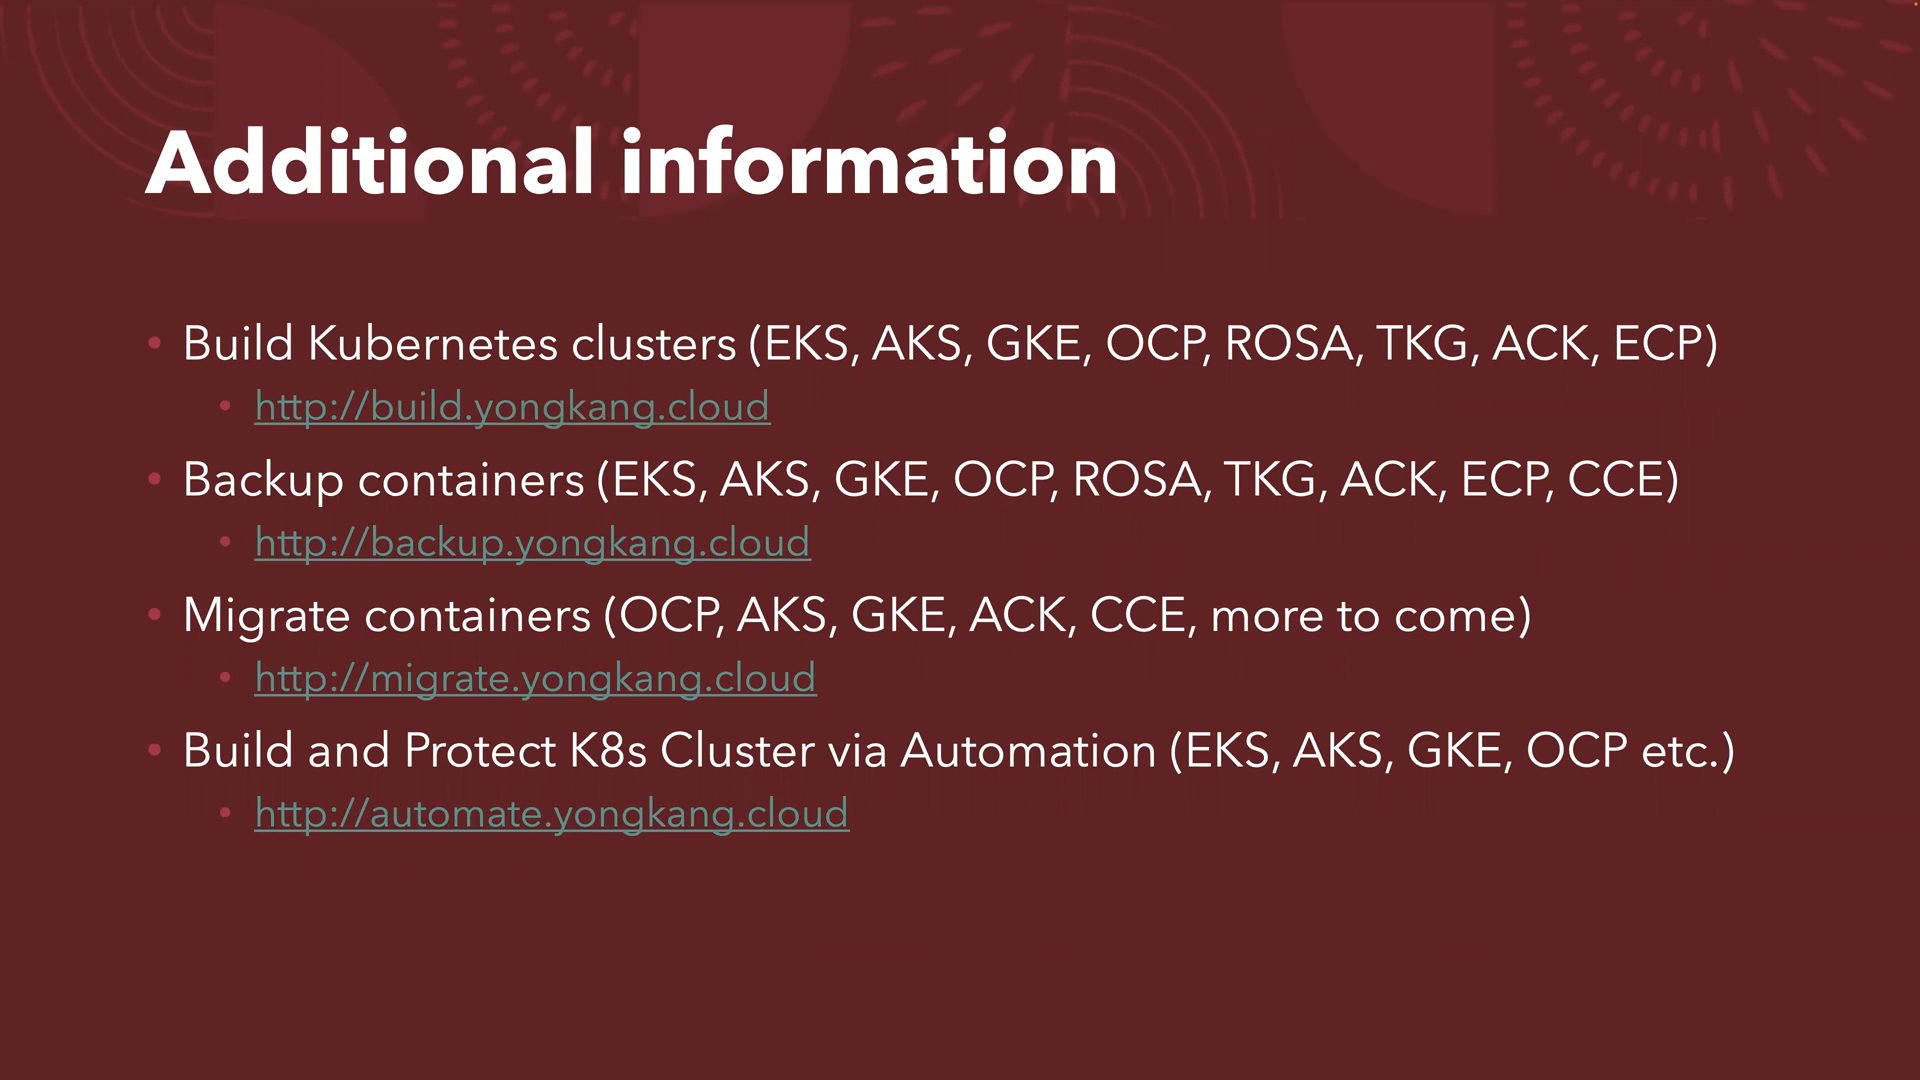 Additional information
• Build Kubernetes clusters (EKS, AKS, GKE, OCP, ROSA, TKG, ACK, ECP)
• http://build.yongkang.cloud
• Backup containers (EKS, AKS, GKE, OCP, ROSA, TKG, ACK, ECP, CCE)
• http://backup.yongkang.cloud
• Migrate containers (OCP, AKS, GKE, ACK, CCE, more to come)
• http://migrate.yongkang.cloud
• Build and Protect K8s Cluster via Automation (EKS, AKS, GKE, OCP etc.)
• http://automate.yongkang.cloud